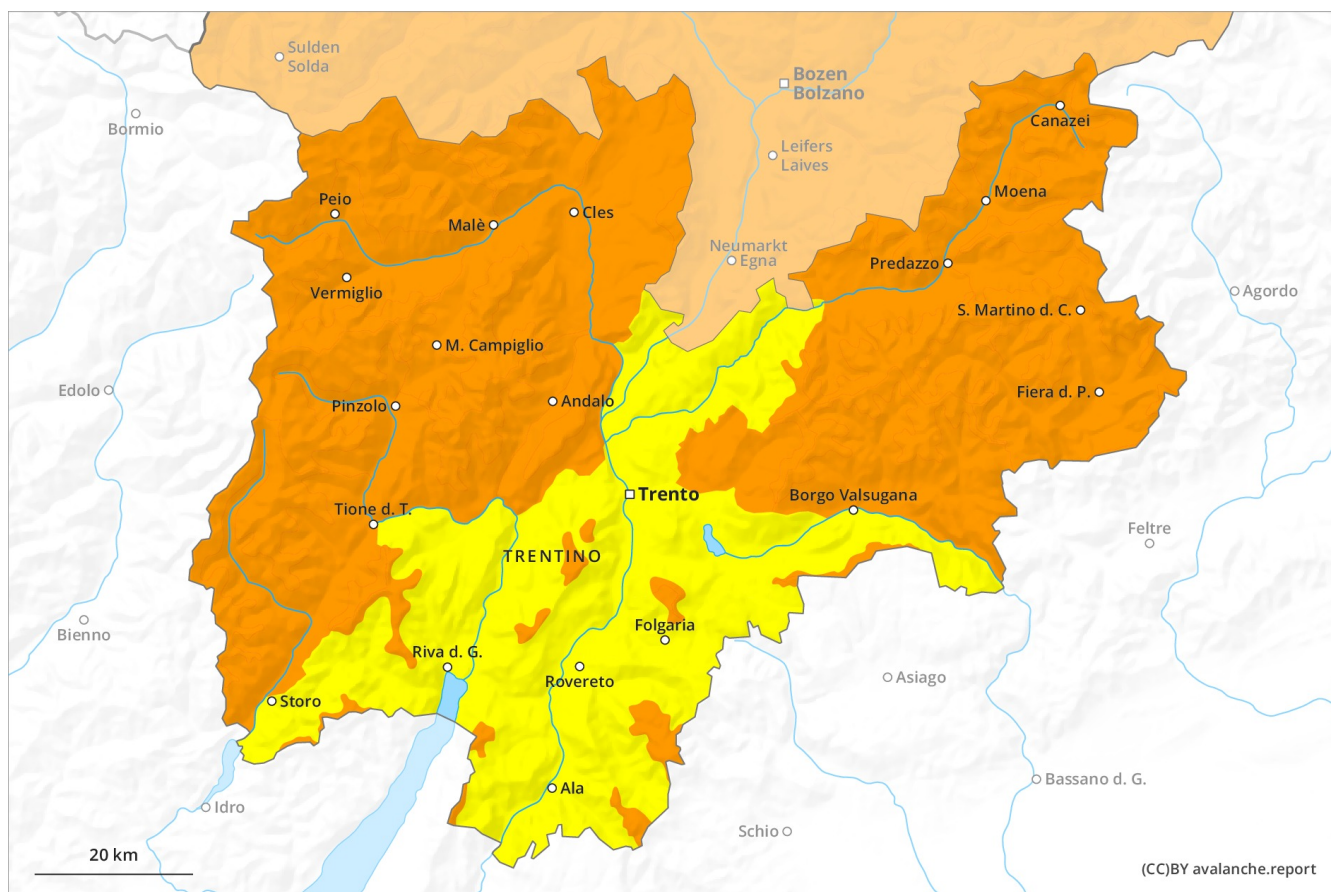 Sulden
Solda
Bozen
Bolzano
Bormio
Canazei
Leifers
Laives
Peio
Malè
Cles
Moena
Neumarkt
Egna
Predazzo
Vermiglio
Agordo
S. Martino d. C.
M. Campiglio
Edolo
Pinzolo
Andalo
Fiera d. P.
Trento
Borgo Valsugana
Tione d. T.
Feltre
TRENTINO
Bienno
Folgaria
Riva d. G.
Rovereto
Asiago
Storo
Bassano d. G.
Ala
Idro
Schio
20 km
(CC)BY avalanche.report